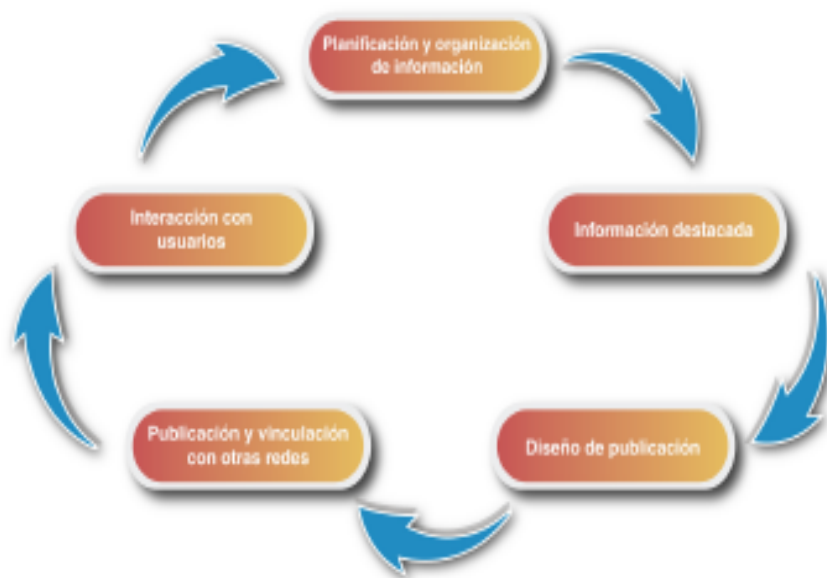 Planificación y organización
de información
Información destacada
Diseño de publicación
Publicación y vinculación
con otras redes
Interacción con
usuarios